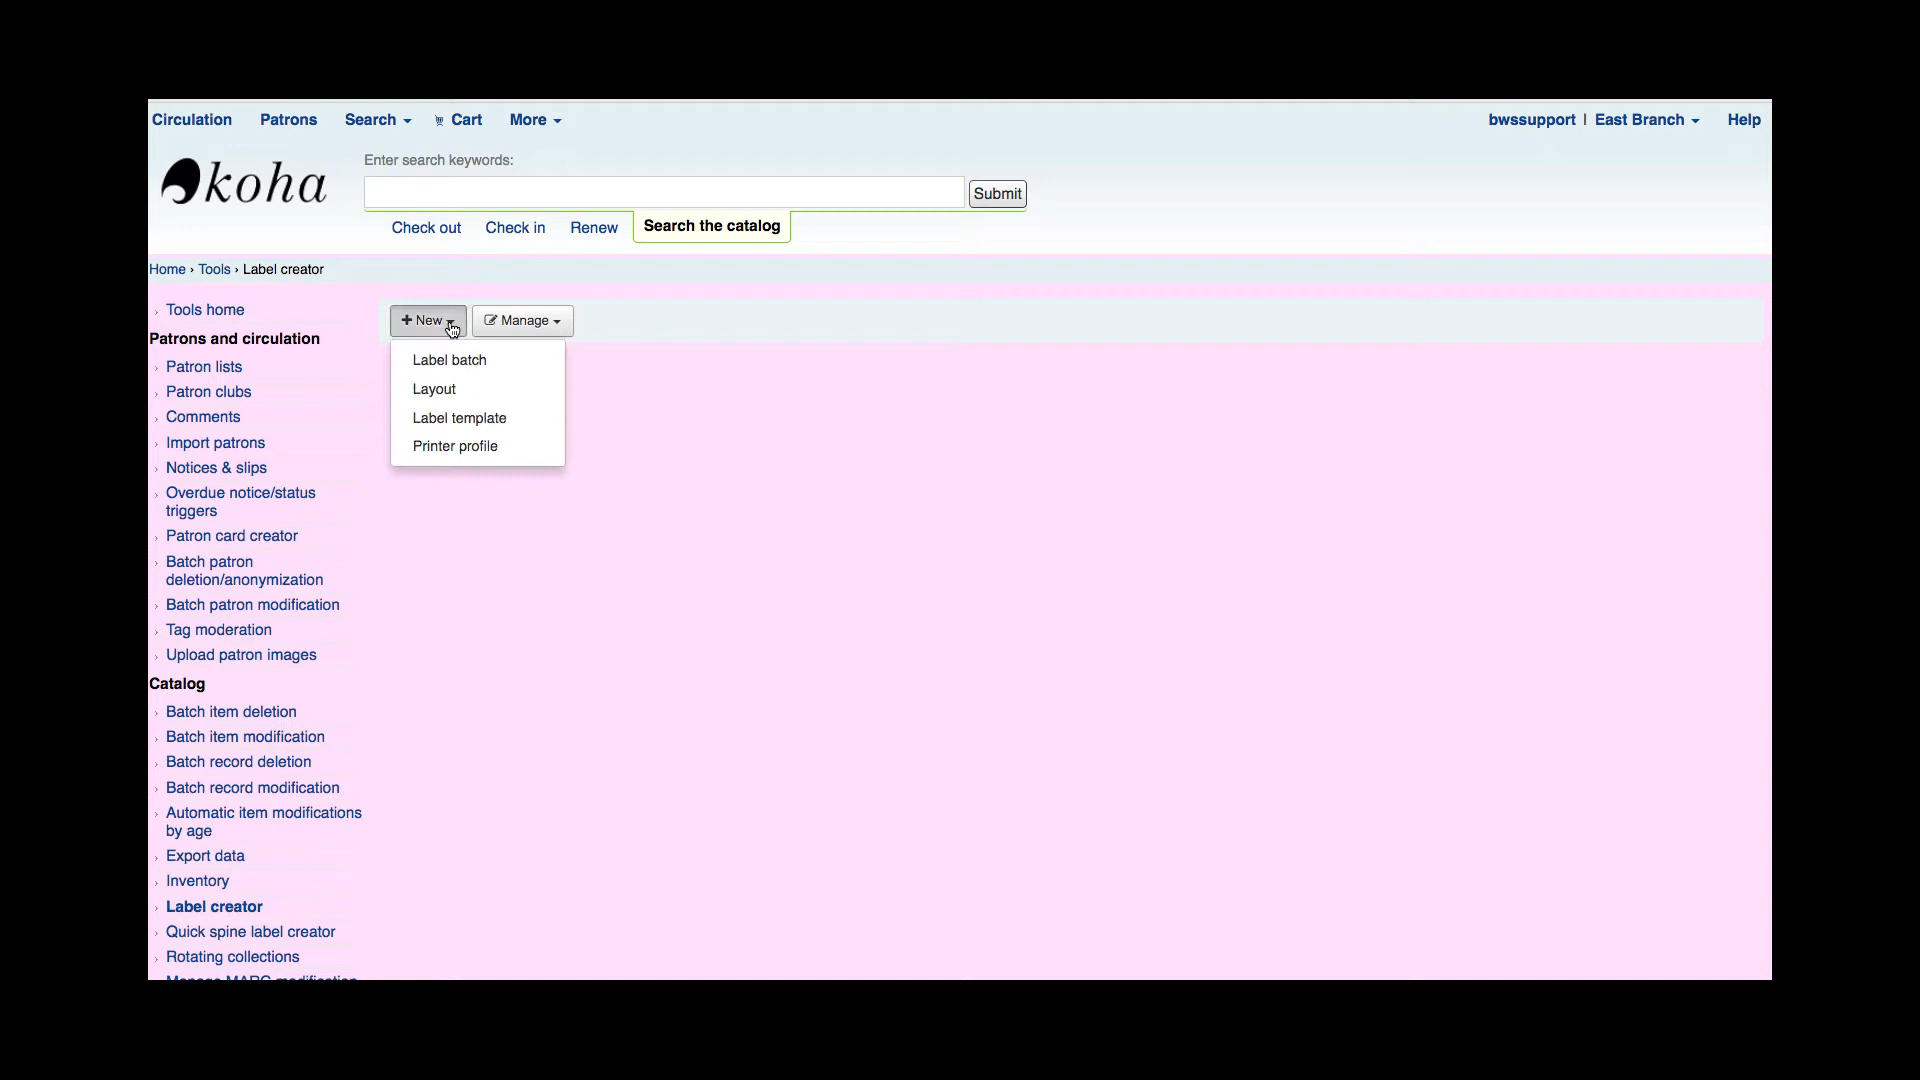 Circulation Patrons Search Cart More bwssupport | East Branch Help
koha
Enter search keywords:
Submit
Check out Check in Renew Search the catalog
Home › Tools › Label creator
Tools home
Patrons and circulation
Patron lists
Patron clubs
Comments
Import patrons
Notices & slips
Overdue notice/status
triggers
Patron card creator
Batch patron
deletion/anonymization
Batch patron modification
Tag moderation
Upload patron images
Catalog
Batch item deletion
Batch item modification
Batch record deletion
Batch record modification
Automatic item modifications
by age
Export data
Inventory
Label creator
Quick spine label creator
Rotating collections
Manage MARC modification
+ New Manage
Label batch
Layout
Label template
Printer profile